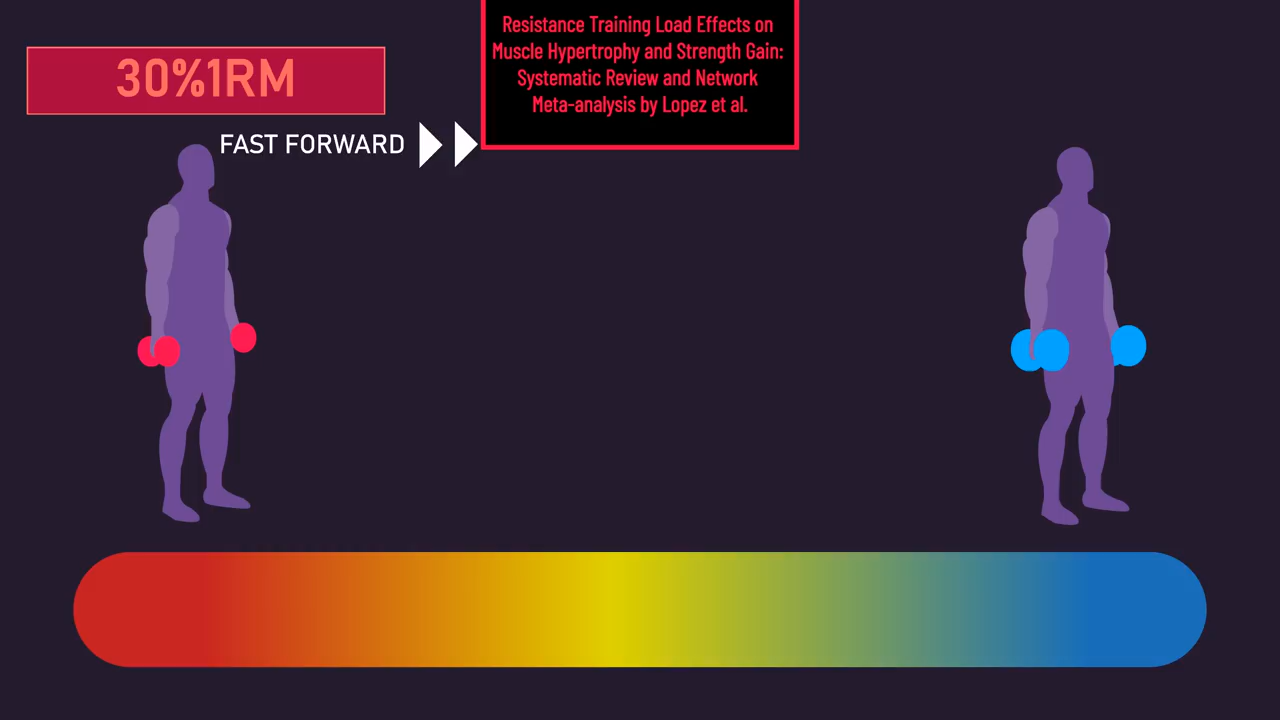 30%1RM
FAST FORWARD
Resistance Training Load Effects on
Muscle Hypertrophy and Strength Gain:
Systematic Review and Network
Meta-analysis by Lopez et al.